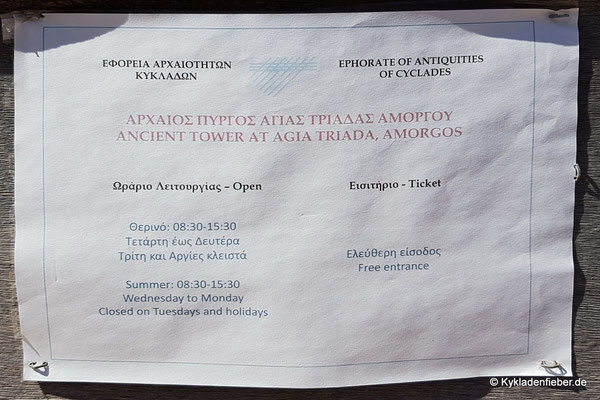 ΕΦΟΡΕΙΑ ΑΡΧΑΙΟΤΗΤΩΝ
ΚΥΚΛΑΔΩΝ
EPHORATE OF ANTIQUITIES
OF CYCLADES
ΑΡΧΑΙΟΣ ΠΥΡΓΟΣ ΑΓΙΑΣ ΤΡΙΑΔΑΣ ΑΜΟΡΓΟΥ
ANCIENT TOWER AT AGIA TRIADA, AMORGOS
Ωράριο Λειτουργίας – Open
Θερινό: 08:30-15:30
Τετάρτη έως Δευτέρα
Τρίτη και Αργίες κλειστά
Summer: 08:30-15:30
Wednesday to Monday
Closed on Tuesdays and holidays
Εισιτήριο - Ticket
Ελεύθερη είσοδος
Free entrance
© Kykladenfieber.de